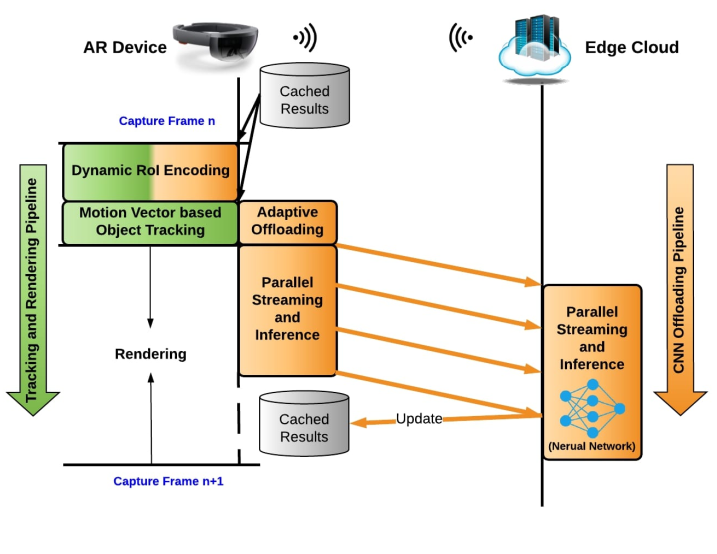 AR Device
Edge Cloud
Cached
Results
Capture Frame n
Dynamic RoI Encoding
Motion Vector based
Object Tracking
Adaptive
Offloading
Parallel
Streaming
and
Inference
Rendering
Tracking and Rendering Pipeline
CNN Offloading Pipeline
Parallel
Streaming
and
Inference
(Nerual Network)
Update
Cached
Results
Capture Frame n+1